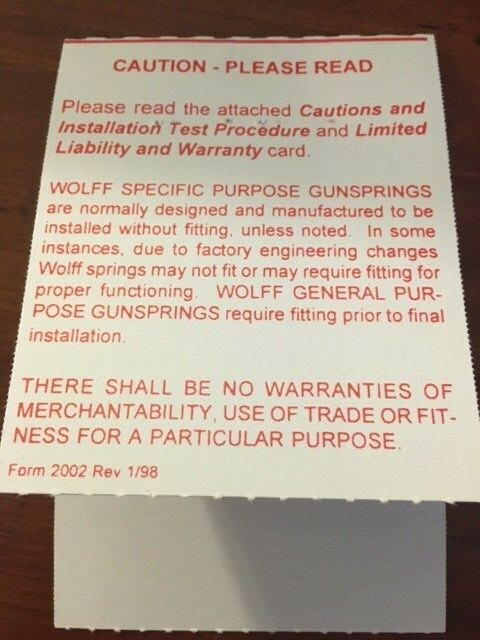 CAUTION - PLEASE READ
Please read the attached Cautions and
Installation Test Procedure and Limited
Liability and Warranty card.
WOLFF SPECIFIC PURPOSE GUNSPRINGS
are normally designed and manufactured to be
installed without fitting, unless noted. In some
instances, due to factory engineering changes
Wolff springs may not fit or may require fitting for
proper functioning. WOLFF GENERAL PUR-
POSE GUNSPRINGS require fitting prior to final
installation.
THERE SHALL BE NO WARRANTIES OF
MERCHANTABILITY, USE OF TRADE OR FIT-
NESS FOR A PARTICULAR PURPOSE.
Form 2002 Rev 1/98